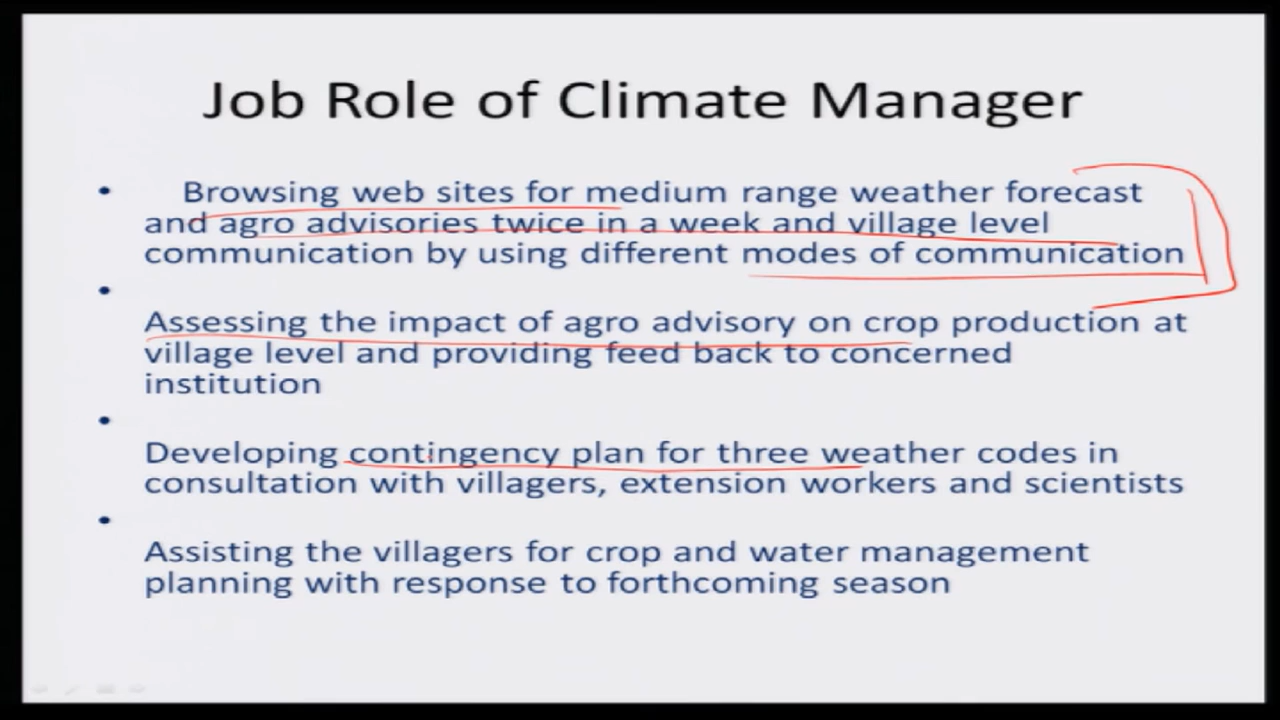 Job Role of Climate Manager
• Browsing web sites for medium range weather forecast
and agro advisories twice in a week and village level
communication by using different modes of communication
•
Assessing the impact of agro advisory on crop production at
village level and providing feed back to concerned
institution
•
Developing contingency plan for three weather codes in
consultation with villagers, extension workers and scientists
•
Assisting the villagers for crop and water management
planning with response to forthcoming season